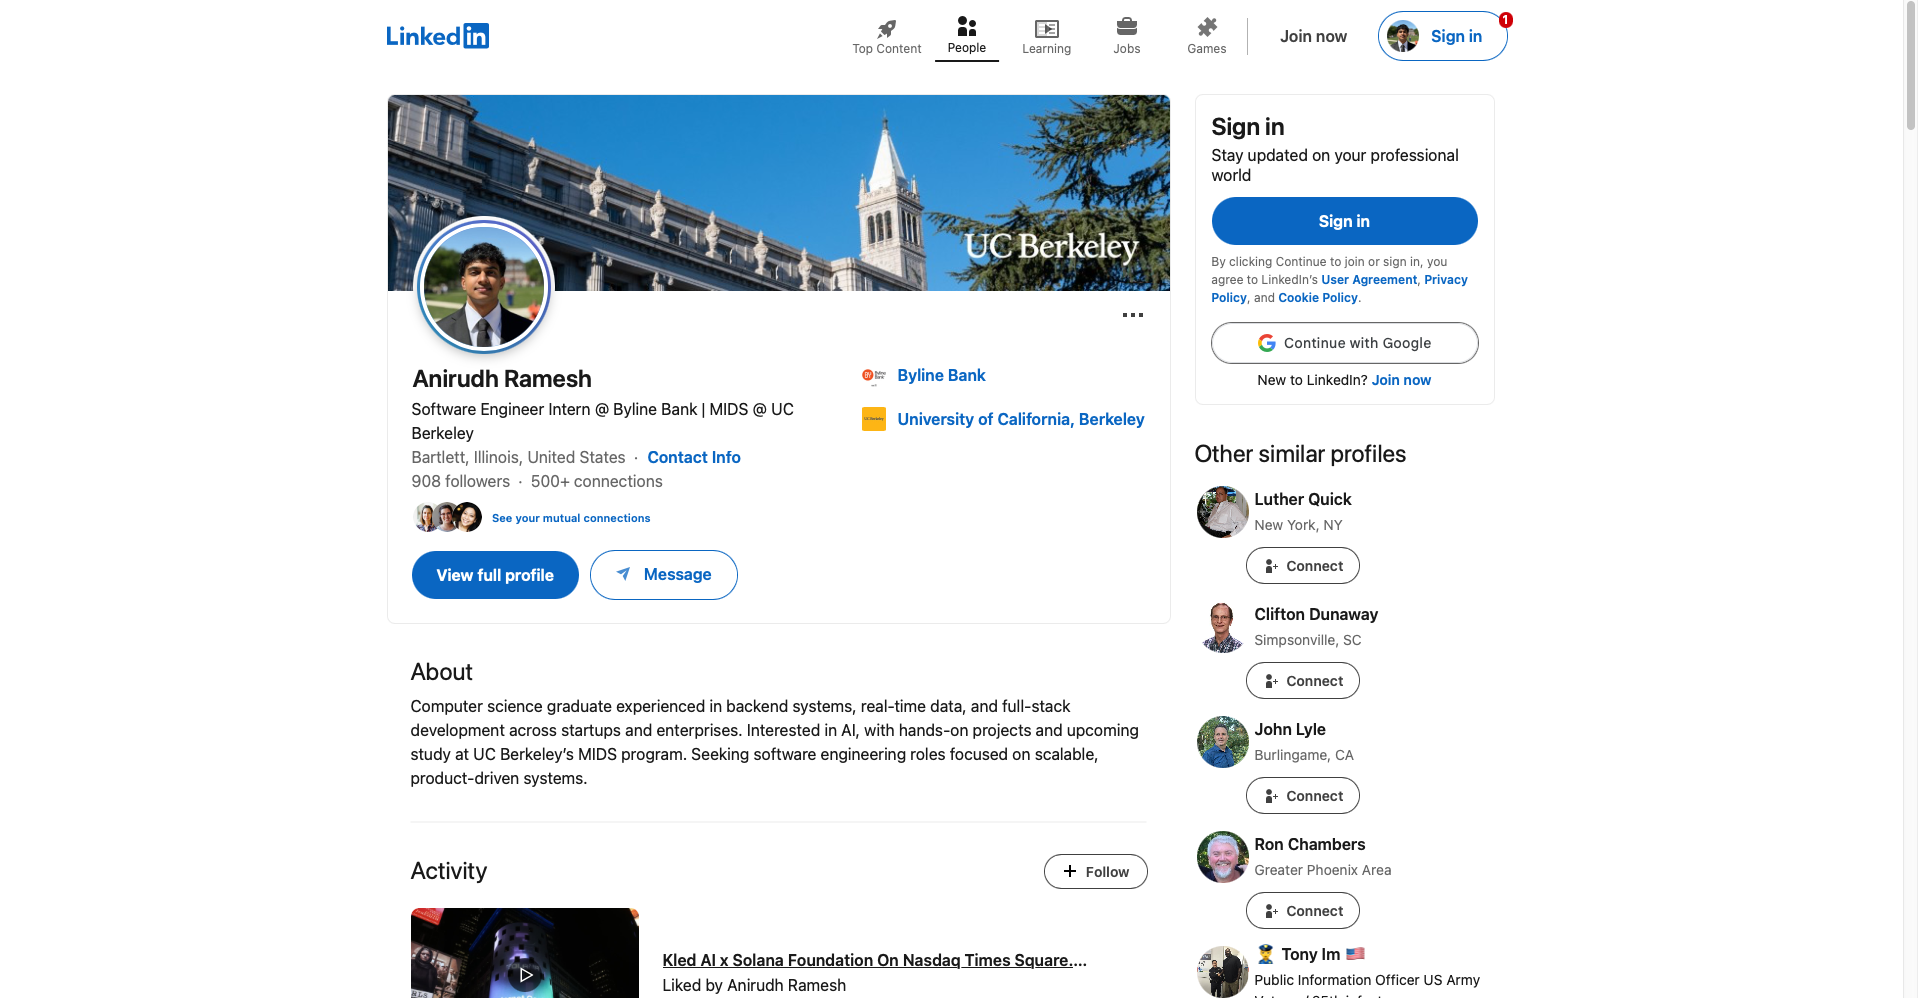 Linked in
Top Content
People
Learning
Jobs
Games
Join now
Sign in
1
UC Berkeley
Anirudh Ramesh
Software Engineer Intern @ Byline Bank | MIDS @ UC
Berkeley
Bartlett, Illinois, United States · Contact Info
908 followers · 500+ connections
See your mutual connections
View full profile
Message
Byline Bank
University of California, Berkeley
About
Computer science graduate experienced in backend systems, real-time data, and full-stack
development across startups and enterprises. Interested in AI, with hands-on projects and upcoming
study at UC Berkeley’s MIDS program. Seeking software engineering roles focused on scalable,
product-driven systems.
Activity
Follow
Kled AI x Solana Foundation On Nasdaq Times Square.…
Liked by Anirudh Ramesh
Sign in
Stay updated on your professional
world
Sign in
By clicking Continue to join or sign in, you
agree to LinkedIn’s User Agreement, Privacy
Policy, and Cookie Policy.
Continue with Google
New to LinkedIn? Join now
Other similar profiles
Luther Quick
New York, NY
Connect
Clifton Dunaway
Simpsonville, SC
Connect
John Lyle
Burlingame, CA
Connect
Ron Chambers
Greater Phoenix Area
Connect
Tony Im
Public Information Officer US Army